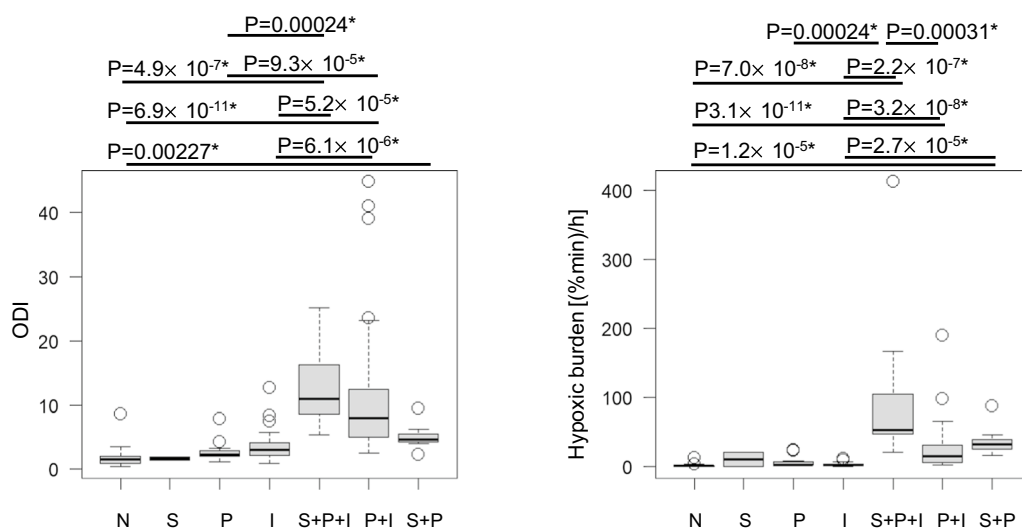 P=0.00024*
P=4.9× 10-7*
P=9.3× 10-5*
P=6.9× 10-11*
P=5.2× 10-5*
P=0.00227*
P=6.1× 10-6*
40
30
20
10
0
ODI
N S P I S+P+I P+I S+P
P=0.00024*
P=0.00031*
P=7.0× 10-8*
P=2.2× 10-7*
P3.1× 10-11*
P=3.2× 10-8*
P=1.2× 10-5*
P=2.7× 10-5*
400
300
200
100
0
Hypoxic burden [(%min)/h]
N S P I S+P+I P+I S+P